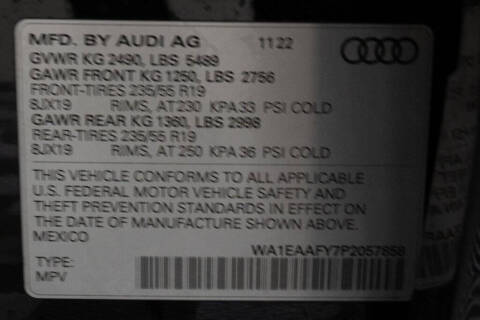 MFD. BY AUDI AG 11 22
GVWR KG 2490, LBS 5489
GAWR FRONT KG 1250, LBS 2756
FRONT-TIRES 235/55 R19
8JX19 RIMS, AT 230 KPA 33 PSI COLD
GAWR REAR KG 1360, LBS 2998
REAR-TIRES 235/55 R19
8JX19 RIMS, AT 250 KPA 36 PSI COLD
THIS VEHICLE CONFORMS TO ALL APPLICABLE
U.S. FEDERAL MOTOR VEHICLE SAFETY AND
THEFT PREVENTION STANDARDS IN EFFECT ON
THE DATE OF MANUFACTURE SHOWN ABOVE.
MEXICO
WA1EAAFY7P2057858
TYPE:
MPV